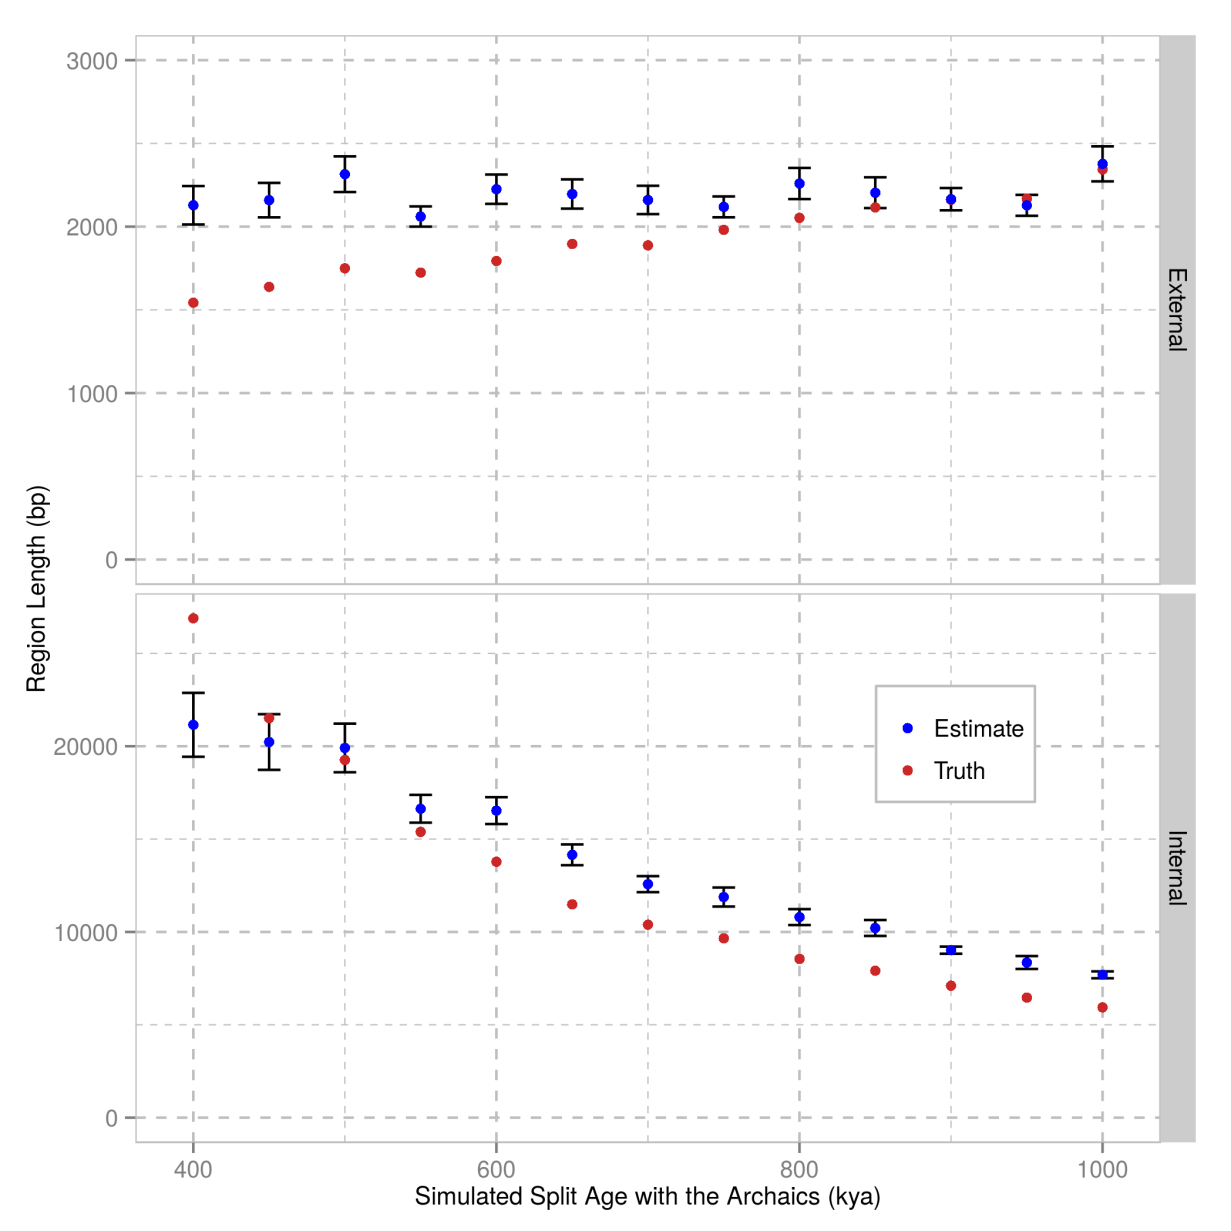 3000
2000
1000
0
External
Region Length (bp)
20000
10000
0
Internal
Estimate
Truth
400 600 800 1000
Simulated Split Age with the Archaics (kya)